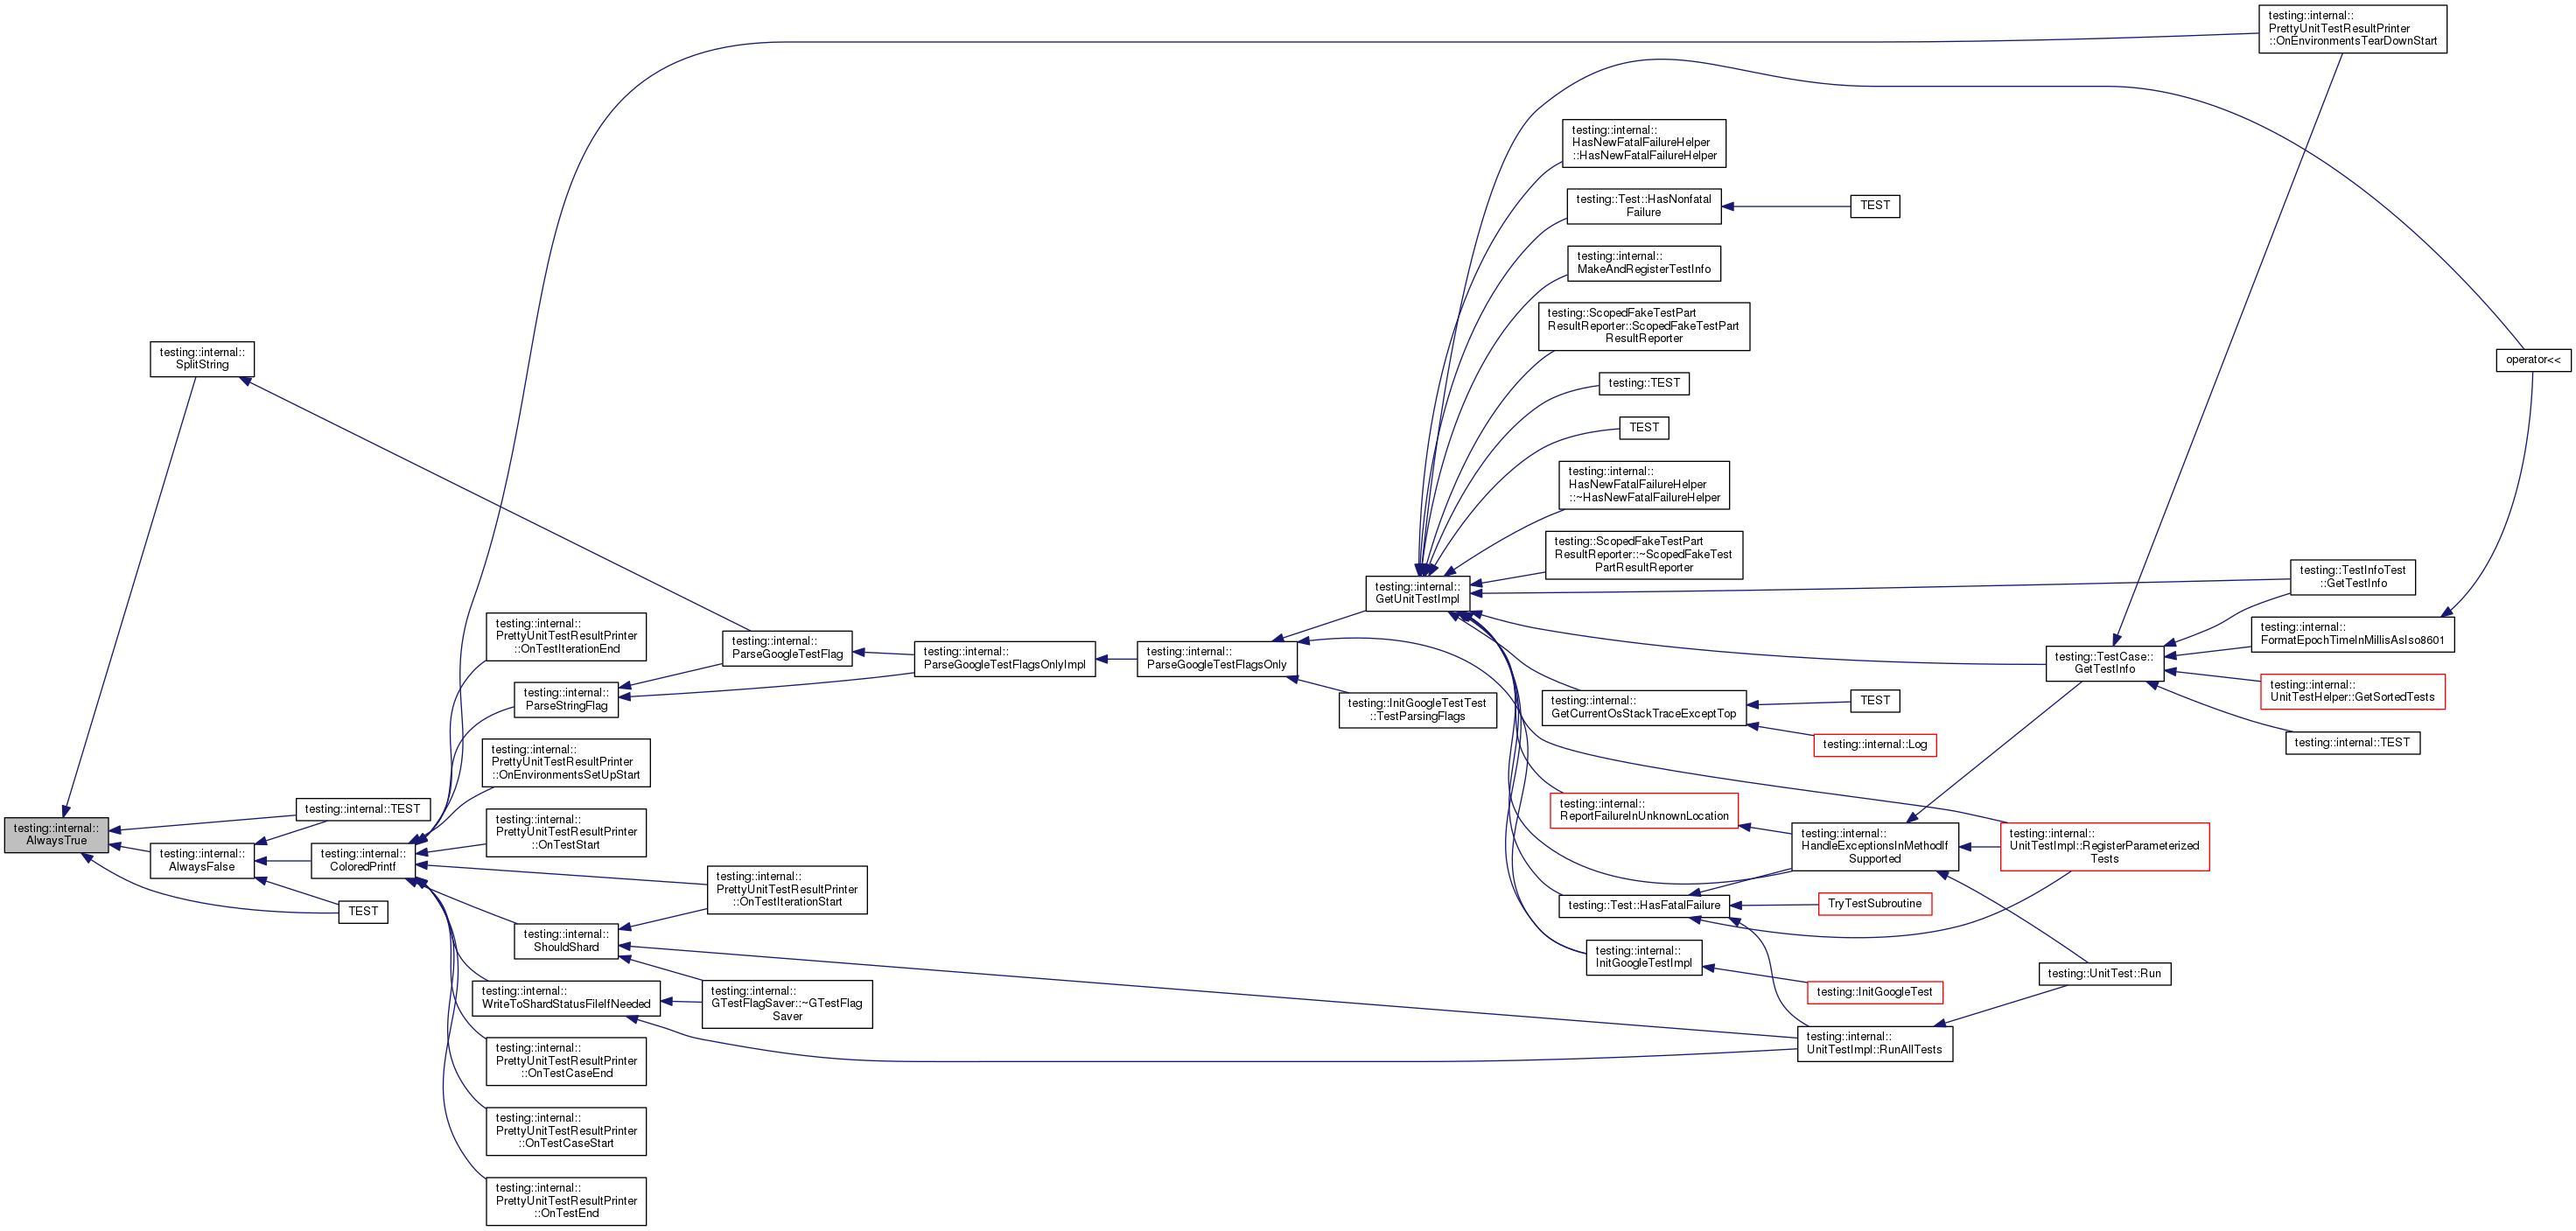 testing::internal::
AlwaysTrue
testing::internal::
SplitString
testing::internal::TEST
testing::internal::
AlwaysFalse
TEST
testing::internal::
ColoredPrintf
testing::internal::
PrettyUnitTestResultPrinter
::OnTestIterationEnd
testing::internal::
ParseStringFlag
testing::internal::
PrettyUnitTestResultPrinter
::OnEnvironmentsSetUpStart
testing::internal::
PrettyUnitTestResultPrinter
::OnTestStart
testing::internal::
ShouldShard
testing::internal::
WriteToShardStatusFileIfNeeded
testing::internal::
PrettyUnitTestResultPrinter
::OnTestCaseEnd
testing::internal::
PrettyUnitTestResultPrinter
::OnTestCaseStart
testing::internal::
PrettyUnitTestResultPrinter
::OnTestEnd
testing::internal::
ParseGoogleTestFlag
testing::internal::
PrettyUnitTestResultPrinter
::OnTestIterationStart
testing::internal::
GTestFlagSaver::~GTestFlag
Saver
testing::internal::
ParseGoogleTestFlagsOnlyImpl
testing::internal::
ParseGoogleTestFlagsOnly
testing::internal::
GetUnitTestImpl
testing::InitGoogleTestTest
::TestParsingFlags
testing::internal::
HasNewFatalFailureHelper
::HasNewFatalFailureHelper
testing::Test::HasNonfatal
Failure
TEST
testing::internal::
MakeAndRegisterTestInfo
testing::ScopedFakeTestPart
ResultReporter::ScopedFakeTestPart
ResultReporter
testing::TEST
TEST
testing::internal::
HasNewFatalFailureHelper
::~HasNewFatalFailureHelper
testing::ScopedFakeTestPart
ResultReporter::~ScopedFakeTest
PartResultReporter
testing::internal::
GetCurrentOsStackTraceExceptTop
TEST
testing::internal::Log
testing::internal::
ReportFailureInUnknownLocation
testing::Test::HasFatalFailure
testing::internal::
InitGoogleTestImpl
testing::internal::
HandleExceptionsInMethodIf
Supported
TryTestSubroutine
testing::InitGoogleTest
testing::internal::
UnitTestImpl::RunAllTests
testing::TestCase::
GetTestInfo
testing::internal::
UnitTestImpl::RegisterParameterized
Tests
testing::UnitTest::Run
testing::internal::
PrettyUnitTestResultPrinter
::OnEnvironmentsTearDownStart
testing::TestInfoTest
::GetTestInfo
testing::internal::
FormatEpochTimeInMillisAsIso8601
testing::internal::
UnitTestHelper::GetSortedTests
testing::internal::TEST
operator<<